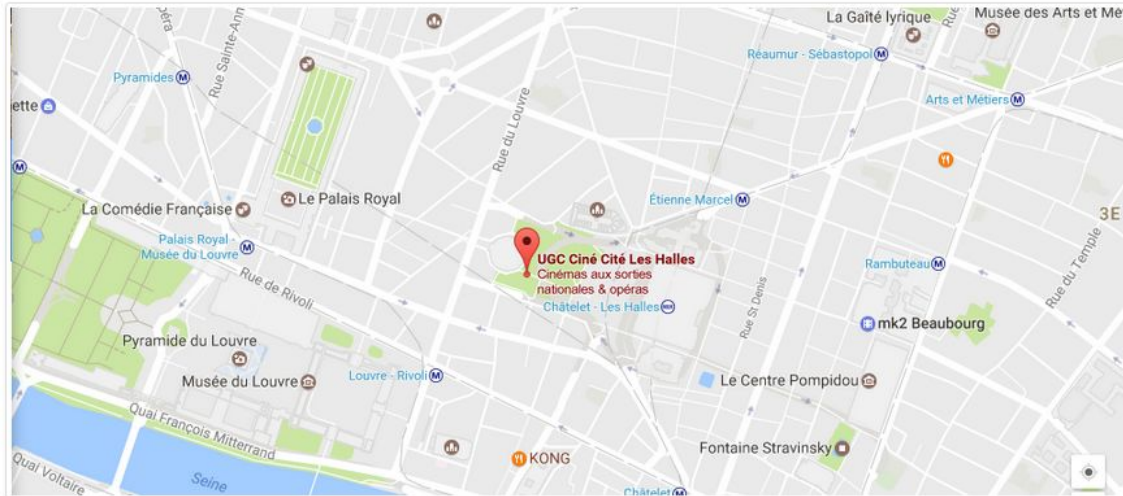 Opéra
La Gaîté lyrique
Rue
Musée des Arts et Mé
Rue Sainte-Ann
Réaumur - Sébastopol
Pyramides
Arts et Métiers
ette
Rue du Louvre
Le Palais Royal
Étienne Marcel
La Comédie Française
3E
Palais Royal -
Musée du Louvre
UGC Ciné Cité Les Halles
Cinémas aux sorties
nationales & opéras
Rambuteau
Rue du Temple
Rue de Rivoli
Châtelet - Les Halles
Rue St Denis
mk2 Beaubourg
Pyramide du Louvre
Musée du Louvre
Louvre - Rivoli
Le Centre Pompidou
Quai François Mitterrand
Fontaine Stravinsky
KONG
Quai Voltaire
Seine
Châtelet